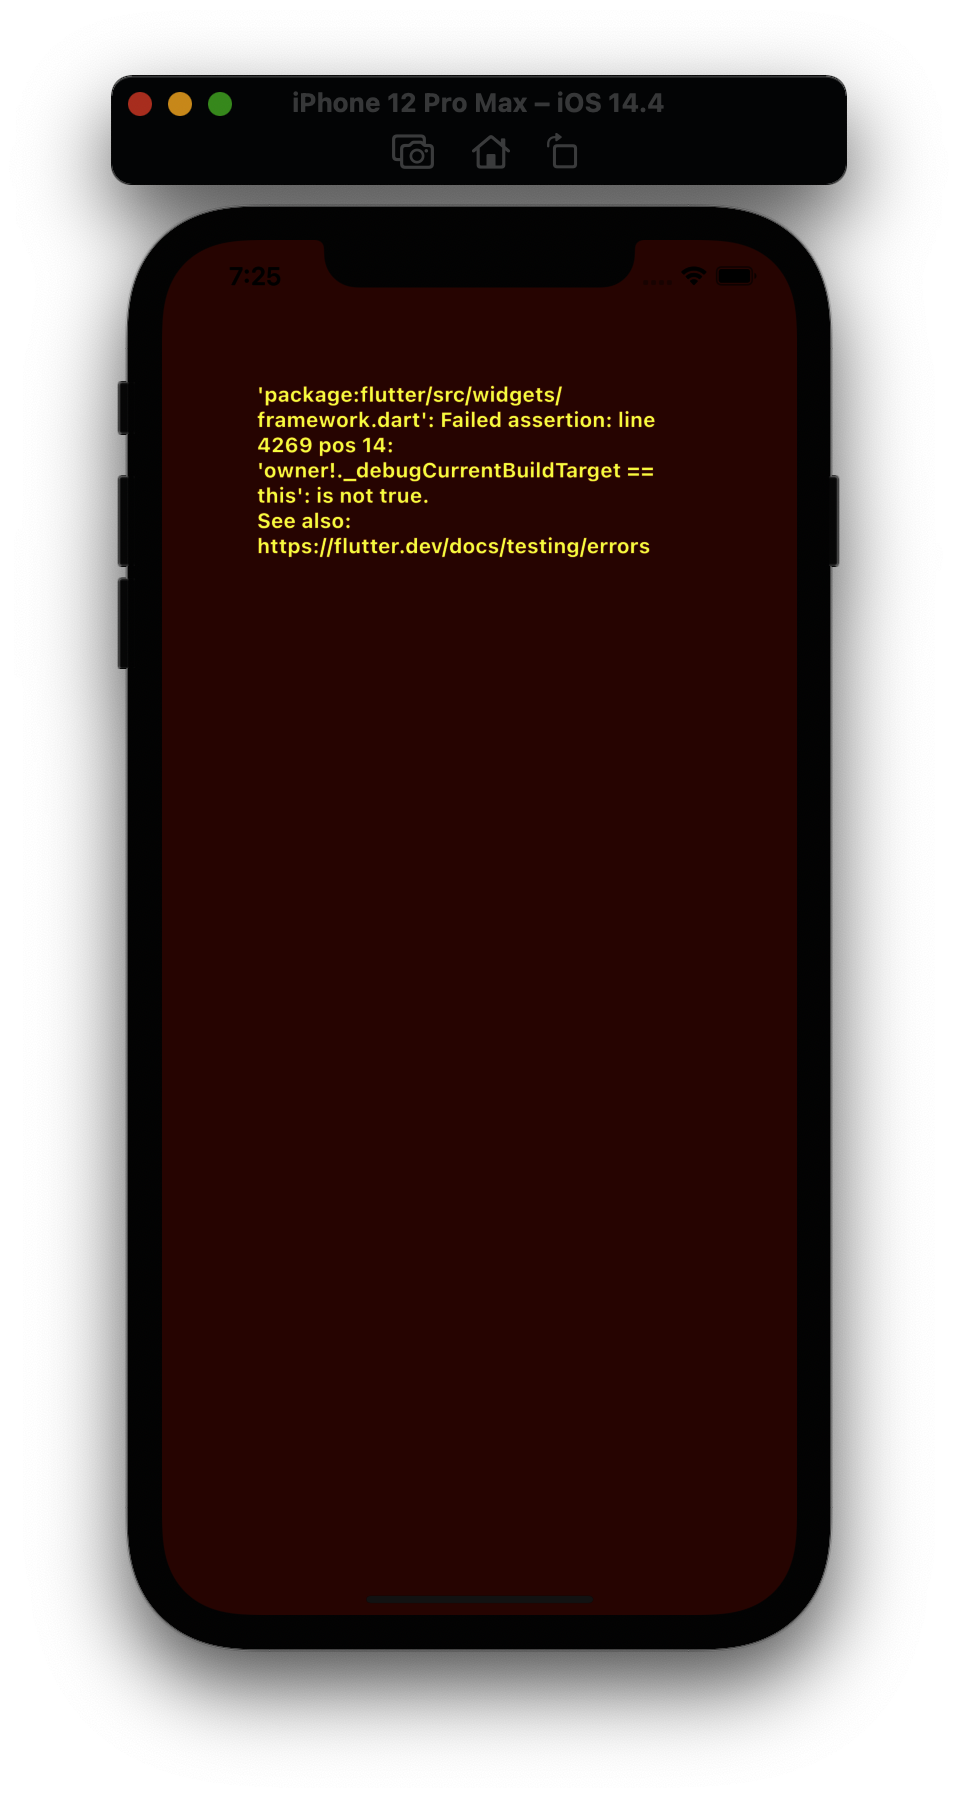 iPhone 12 Pro Max – iOS 14.4
7:25
'package:flutter/src/widgets/
framework.dart': Failed assertion: line
4269 pos 14:
'owner!._debugCurrentBuildTarget ==
this': is not true.
See also:
https://flutter.dev/docs/testing/errors